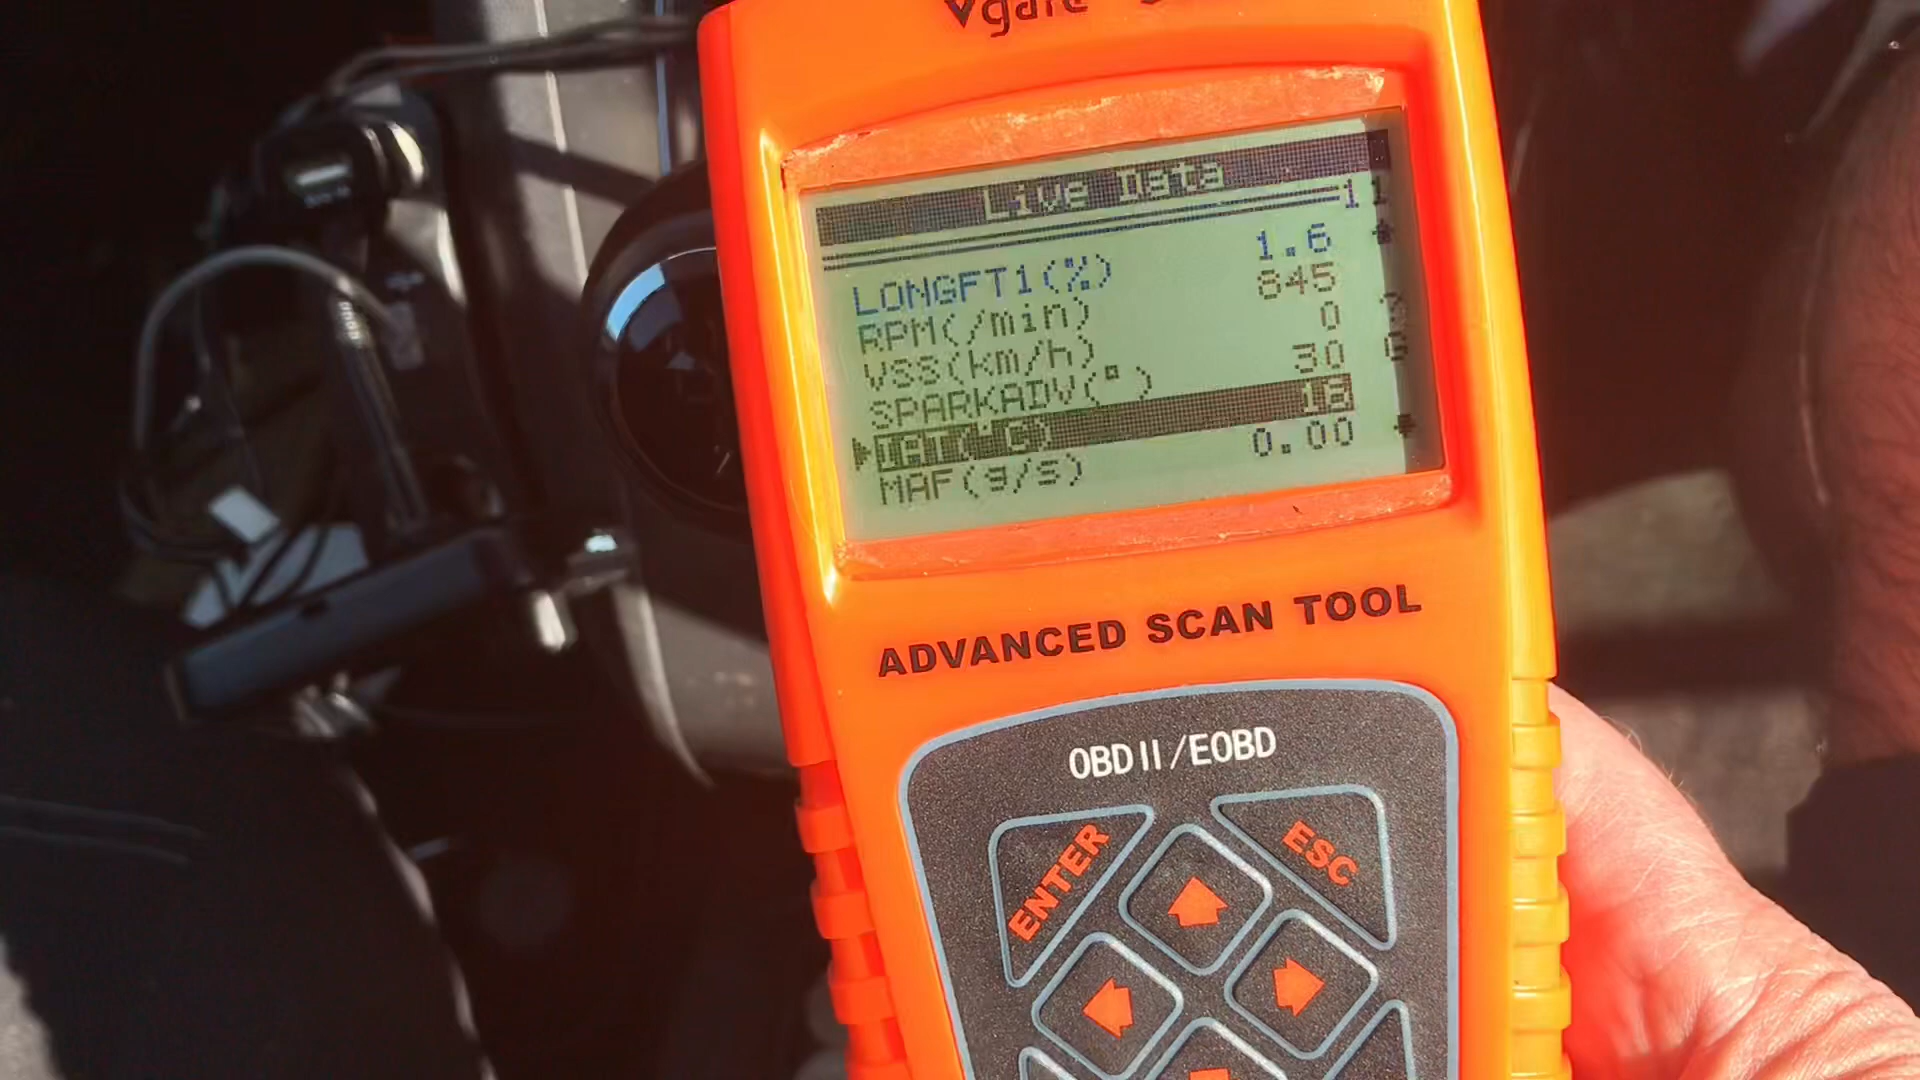 Vgate
Live Data
LONGFT1(%) 1.6
RPM(/min) 845
VSS(km/h) 0
SPARKADV(°) 30
IAT(°C) 18
MAF(g/s) 0.00
ADVANCED SCAN TOOL
OBDII/EOBD
ENTER
ESC